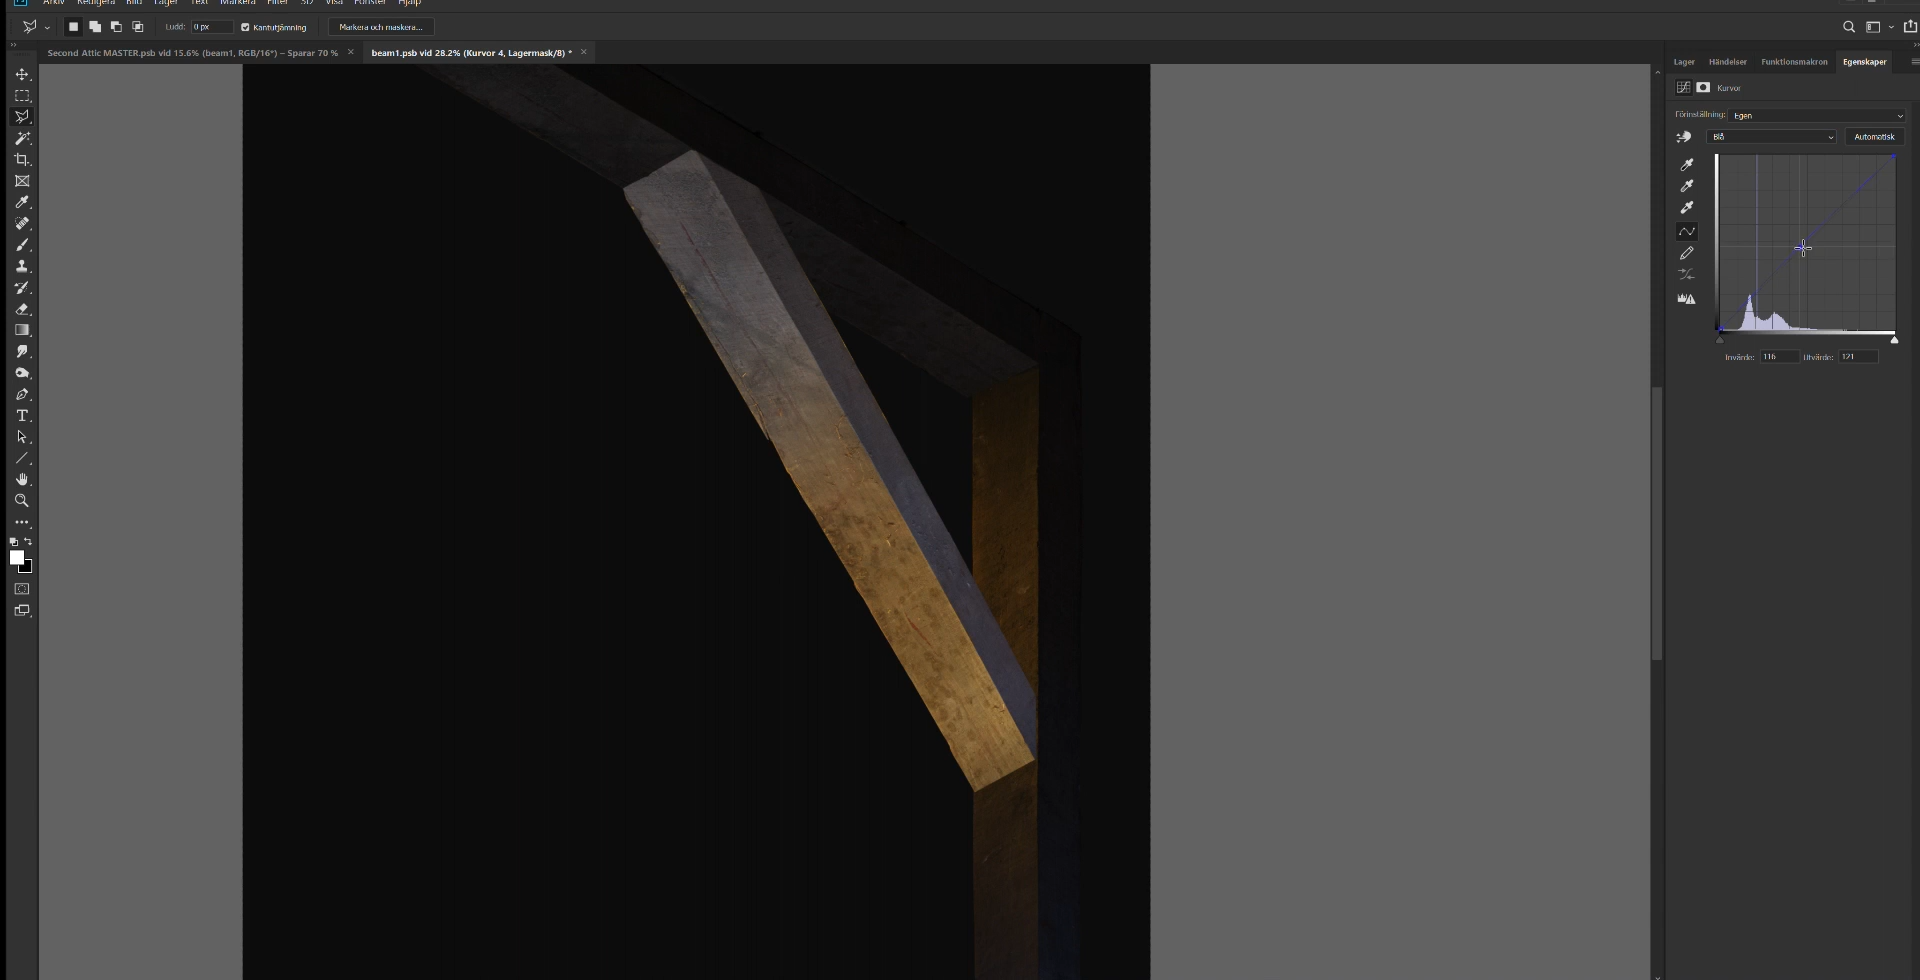 Arkiv Redigera Bild Lager Text Markera Filter 3D Visa Fönster Hjälp
Ludd: 0 px Kantutjämning Markera och maskera...
Second Attic MASTER.psb vid 15.6% (beam1, RGB/16*) – Sparar 70 % ×
beam1.psb vid 28.2% (Kurvor 4, Lagermask/8) * ×
Lager Händelser Funktionsmakron Egenskaper
Kurvor
Förinställning: Egen
Blå Automatisk
Invärde: 116 Utvärde: 121